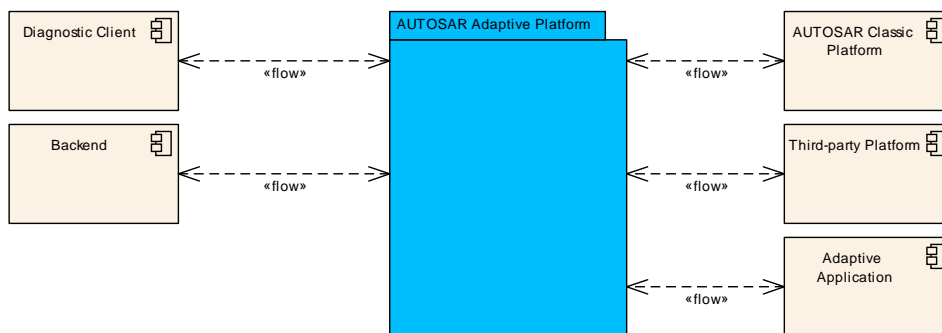 Diagnostic Client
AUTOSAR Adaptive Platform
AUTOSAR Classic
Platform
«flow»
«flow»
Backend
Third-party Platform
«flow»
«flow»
Adaptive
Application
«flow»